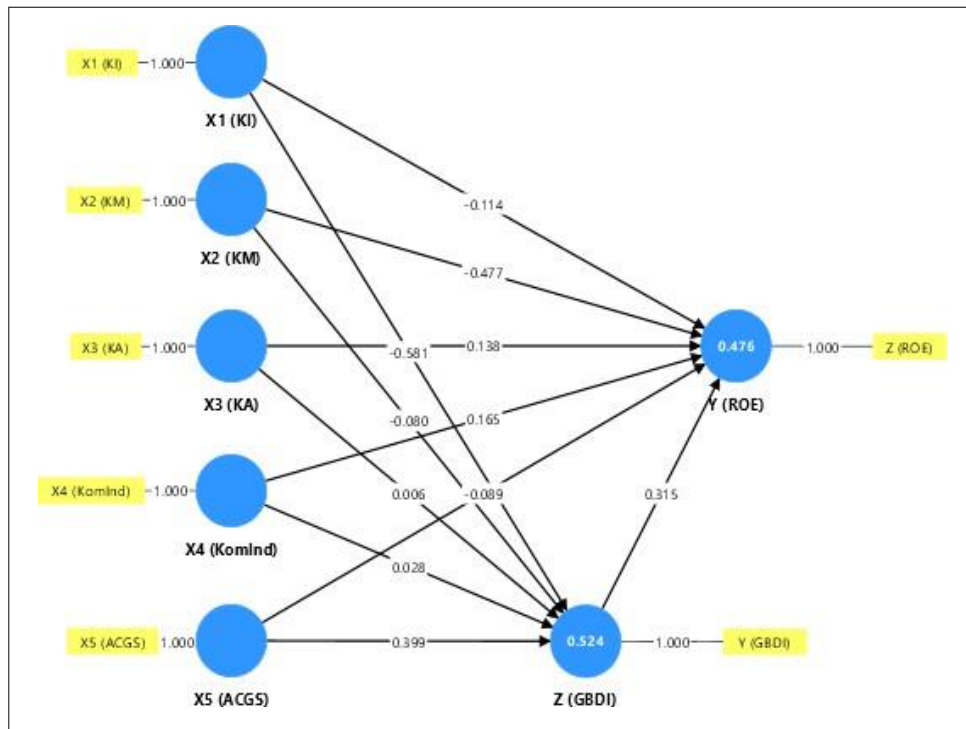 X1 (KI)
1.000
X1 (KI)
-0.114
X2 (KM)
1.000
X2 (KM)
-0.477
X3 (KA)
1.000
-0.581
0.138
0.476
1.000
Z (ROE)
X3 (KA)
Y (ROE)
-0.080
0.165
X4 (KomInd)
1.000
0.006
-0.089
0.315
X4 (KomInd)
0.028
X5 (ACGS)
1.000
0.399
0.524
1.000
Y (GBDI)
X5 (ACGS)
Z (GBDI)